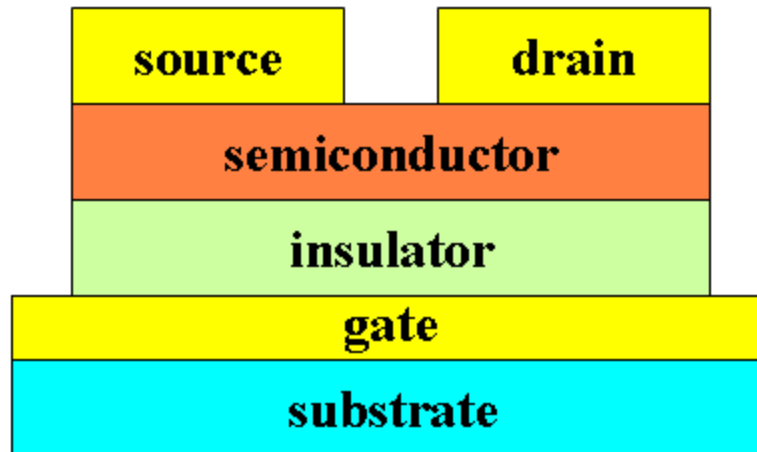 source drain
semiconductor
insulator
gate
substrate